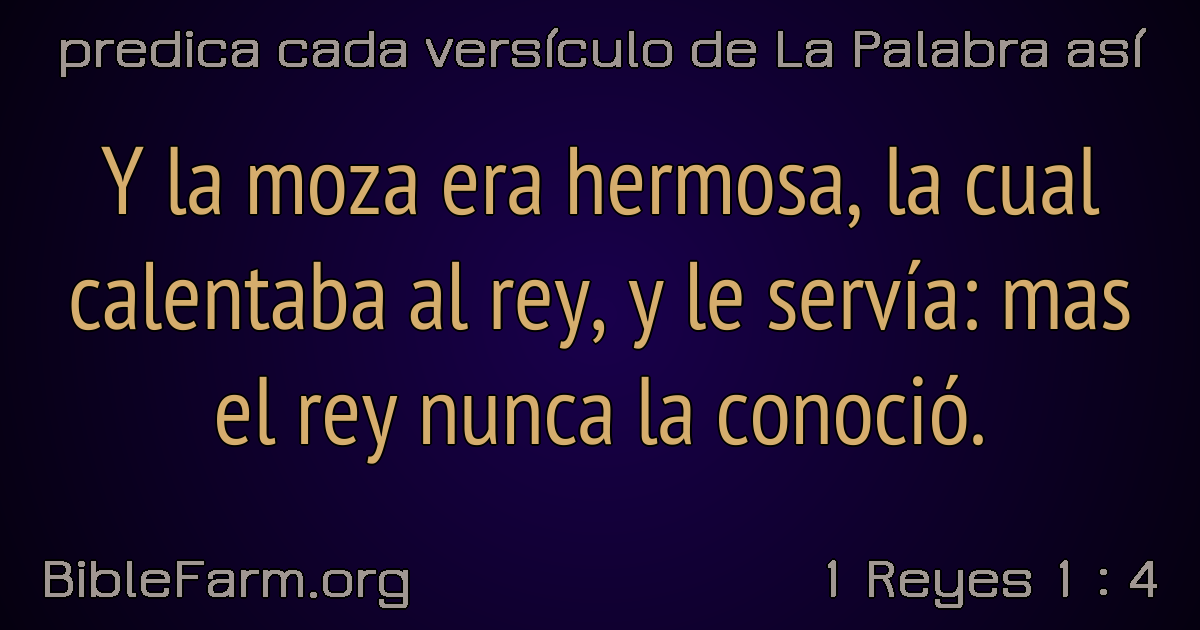 predica cada versículo de La Palabra así
Y la moza era hermosa, la cual
calentaba al rey, y le servía: mas
el rey nunca la conoció.
BibleFarm.org
1 Reyes 1 : 4